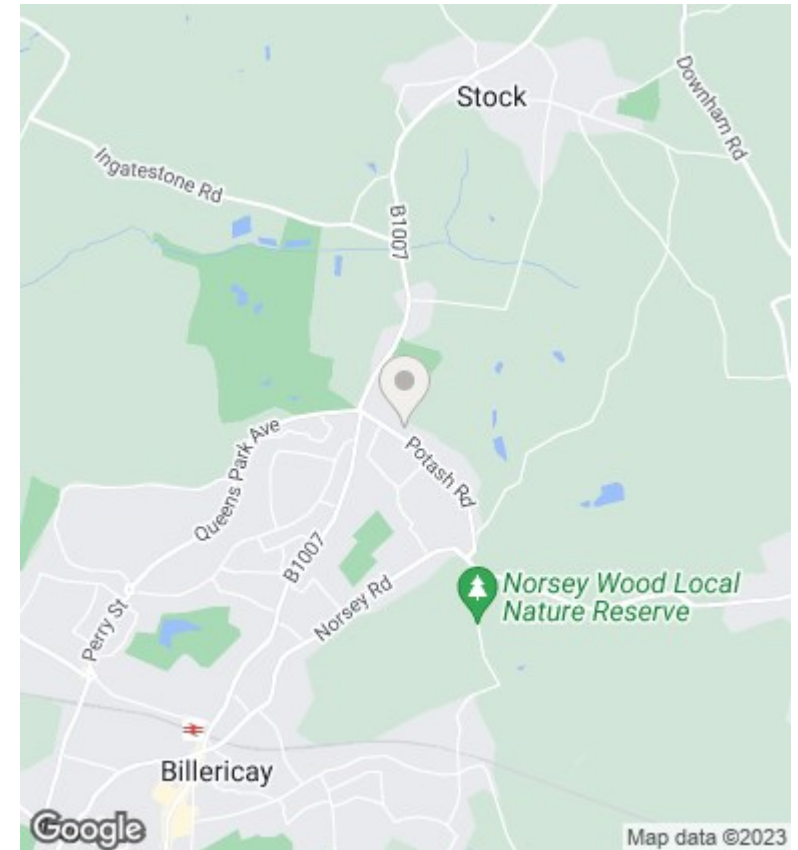 Stock
Downham Rd
Ingatestone Rd
B1007
Queens Park Ave
Potash Rd
B1007
Norsey Rd
Norsey Wood Local
Nature Reserve
Perry St
Billericay
Google
Map data ©2023